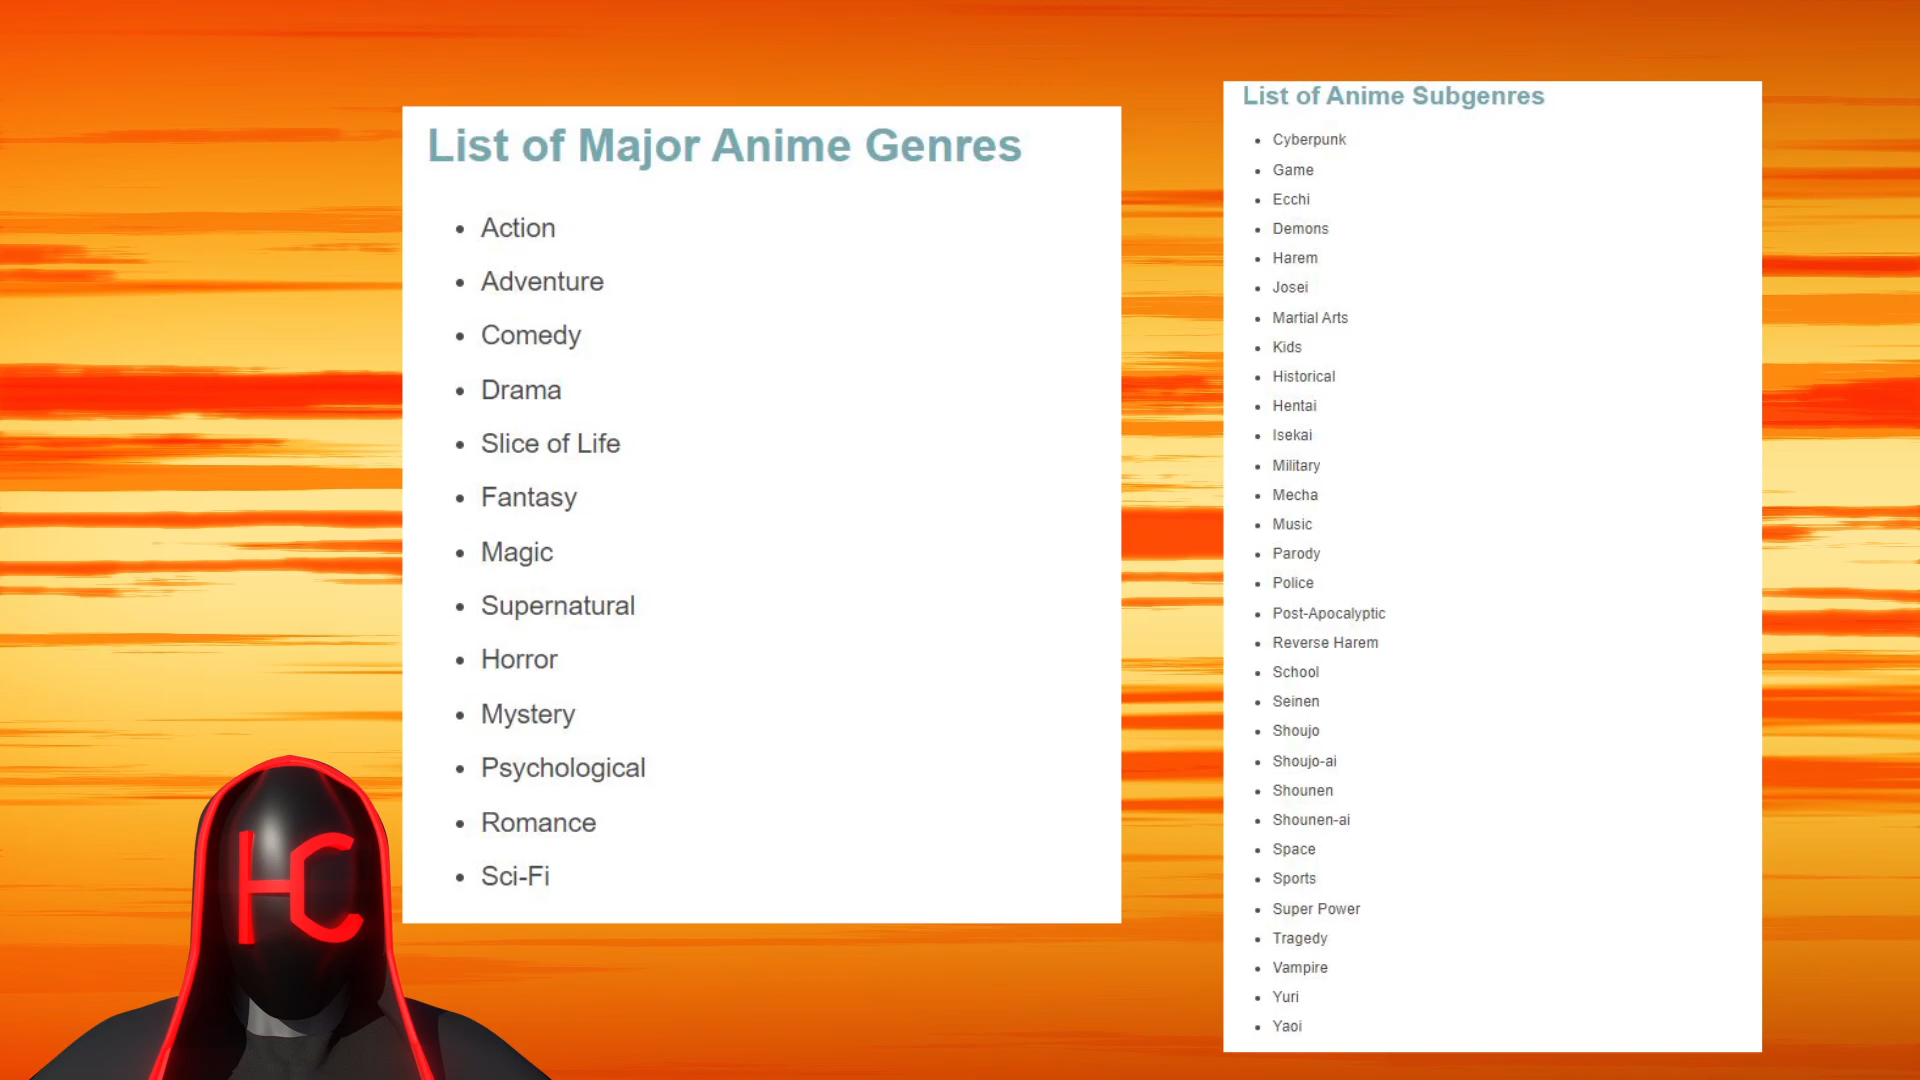 List of Major Anime Genres
Action
Adventure
Comedy
Drama
Slice of Life
Fantasy
Magic
Supernatural
Horror
Mystery
Psychological
Romance
Sci-Fi
List of Anime Subgenres
Cyberpunk
Game
Ecchi
Demons
Harem
Josei
Martial Arts
Kids
Historical
Hentai
Isekai
Military
Mecha
Music
Parody
Police
Post-Apocalyptic
Reverse Harem
School
Seinen
Shoujo
Shoujo-ai
Shounen
Shounen-ai
Space
Sports
Super Power
Tragedy
Vampire
Yuri
Yaoi
HC